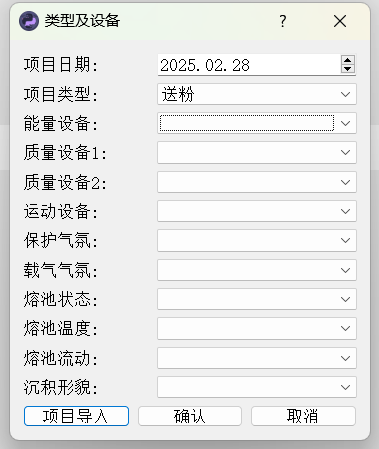 类型及设备
项目日期: 2025.02.28
项目类型: 送粉
能量设备:
质量设备1:
质量设备2:
运动设备:
保护气氛:
载气气氛:
熔池状态:
熔池温度:
熔池流动:
沉积形貌:
项目导入 确认 取消